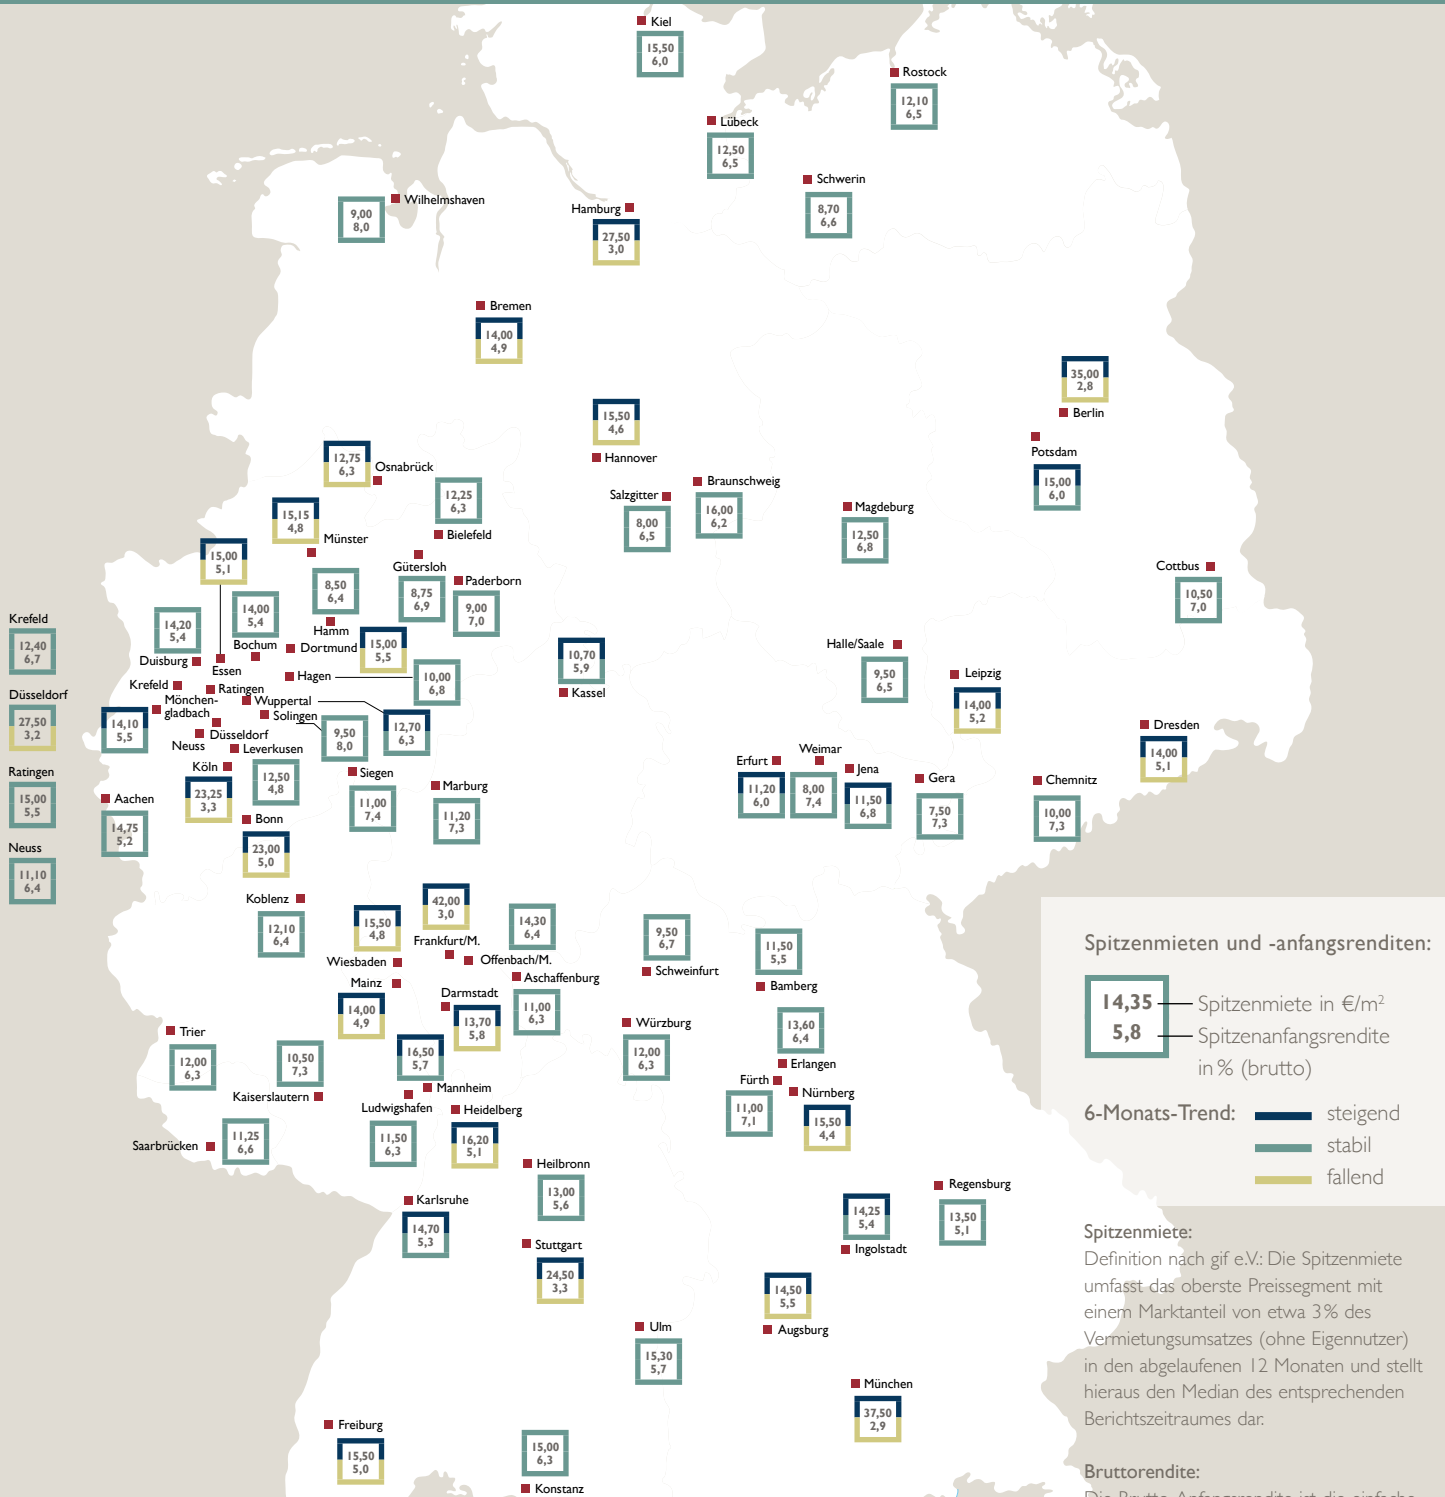 Kiel
15,50
6,0
Rostock
12,10
6,5
Lübeck
12,50
6,5
Schwerin
8,70
6,6
Wilhelmshaven
9,00
8,0
Hamburg
27,50
3,0
Bremen
14,00
4,9
35,00
2,8
Berlin
15,50
4,6
Hannover
Potsdam
15,00
6,0
12,75
6,3
Osnabrück
12,25
6,3
Bielefeld
Salzgitter
8,00
6,5
Braunschweig
16,00
6,2
Magdeburg
12,50
6,8
15,15
4,8
Münster
15,00
5,1
Gütersloh
8,75
6,9
Paderborn
9,00
7,0
Cottbus
10,50
7,0
8,50
6,4
Hamm
14,00
5,4
Bochum
14,20
5,4
Duisburg
Essen
Dortmund
15,00
5,5
Krefeld
12,40
6,7
Düsseldorf
27,50
3,2
Ratingen
15,00
5,5
Neuss
11,10
6,4
Hagen
10,00
6,8
10,70
5,9
Kassel
Halle/Saale
9,50
6,5
Leipzig
14,00
5,2
Dresden
14,00
5,1
Krefeld
Ratingen
Mönchen-
gladbach
14,10
5,5
Wuppertal
12,70
6,3
Solingen
9,50
8,0
Düsseldorf
Neuss
Leverkusen
12,50
4,8
Köln
23,25
3,3
Siegen
11,00
7,4
Marburg
11,20
7,3
Erfurt
11,20
6,0
Weimar
8,00
7,4
Jena
11,50
6,8
Gera
7,50
7,3
Chemnitz
10,00
7,3
Aachen
14,75
5,2
Bonn
23,00
5,0
Koblenz
12,10
6,4
15,50
4,8
Wiesbaden
42,00
3,0
Frankfurt/M.
14,30
6,4
Offenbach/M.
9,50
6,7
Schweinfurt
11,50
5,5
Bamberg
Mainz
14,00
4,9
Darmstadt
13,70
5,8
Aschaffenburg
11,00
6,3
Würzburg
12,00
6,3
13,60
6,4
Erlangen
Trier
12,00
6,3
10,50
7,3
Kaiserslautern
16,50
5,7
Mannheim
Ludwigshafen
11,50
6,3
Heidelberg
16,20
5,1
Fürth
11,00
7,1
Nürnberg
15,50
4,4
Saarbrücken
11,25
6,6
Heilbronn
13,00
5,6
Karlsruhe
14,70
5,3
Regensburg
13,50
5,1
14,25
5,4
Ingolstadt
Stuttgart
24,50
3,3
14,50
5,5
Augsburg
Ulm
15,30
5,7
München
37,50
2,9
Freiburg
15,50
5,0
15,00
6,3
Konstanz
Spitzenmieten und -anfangsrenditen:
14,35 Spitzenmiete in €/m²
5,8 Spitzenanfangsrendite
in % (brutto)
6-Monats-Trend: steigend
stabil
fallend
Spitzenmiete:
Definition nach gif e.V.: Die Spitzenmiete
umfasst das oberste Preissegment mit
einem Marktanteil von etwa 3% des
Vermietungsumsatzes (ohne Eigennutzer)
in den abgelaufenen 12 Monaten und stellt
hieraus den Median des entsprechenden
Berichtszeitraumes dar.
Bruttorendite:
Die Brutto-Anfangsrendite ist die einfache